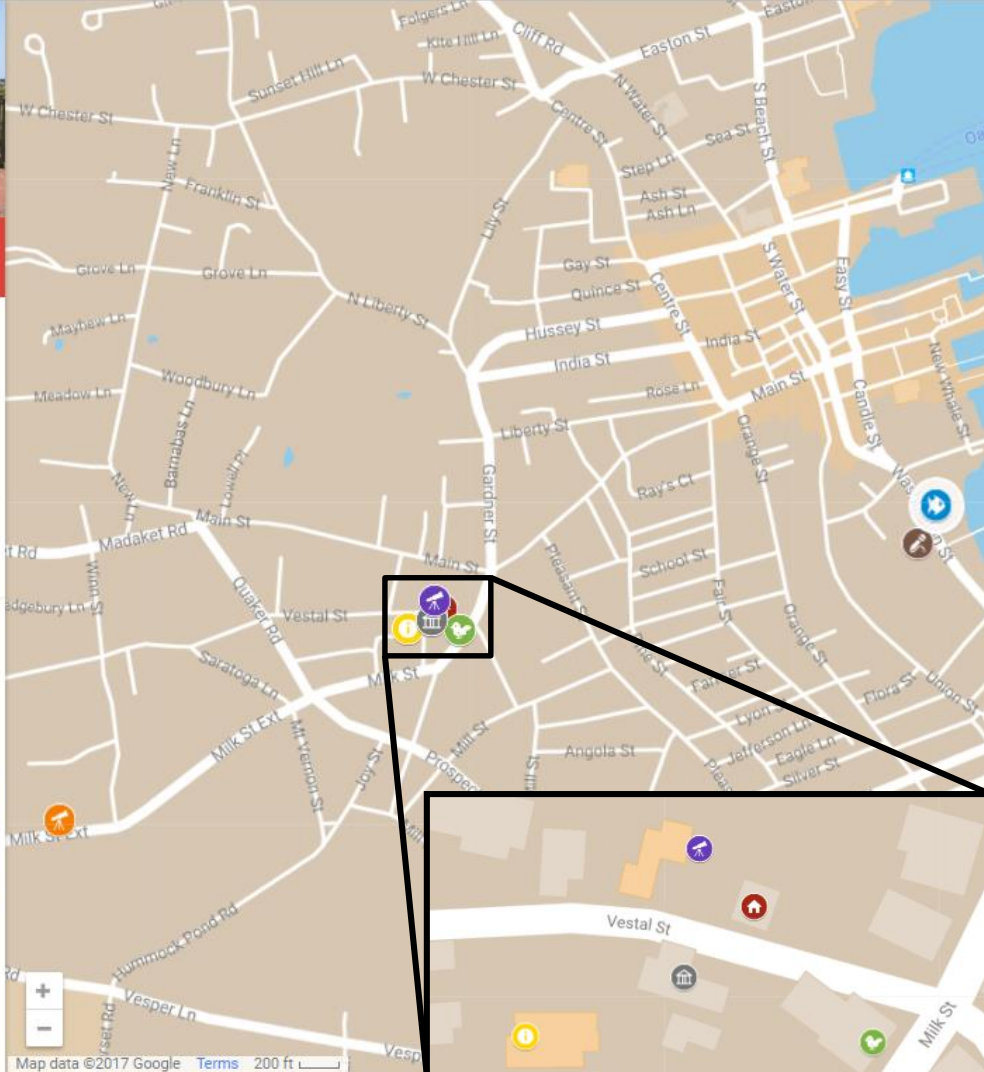 Folgers Ln
Cliff Rd
Easton St
Easton
Kite Hill Ln
W Chester St
Sunset Hill Ln
W Chester St
N Water St
S Beach St
Centre St
Sea St
Step Ln
New Ln
Franklin St
Ash St
Ash Ln
Lily St
Gay St
S Water St
Easy St
Grove Ln
Grove Ln
Quince St
Centre St
N Liberty St
Hussey St
Mayhew Ln
India St
India St
New Whale St
Woodbury Ln
Meadow Ln
Rose Ln
Main St
Candle St
Barnabas Ln
Liberty St
Orange St
Lowell Pl
Gardner St
Ray's Ct
New Ln
Main St
Madaket Rd
Main St
School St
Pleasant S
Fair St
Wing St
Vestal St
Quaker Rd
Orange St
Saratoga Ln
Milk St
Farmer St
Flora St
Union St
Lyon St
Milk St Ext
Mt Vernon St
Mill St
Jefferson Ln
Eagle Ln
Angola St
Silver St
Joy St
Prospec
Pleas
Milk St Ext
Vestal St
Hummock Pond Rd
Milk St
+
Vesper Ln
−
Vesp
Map data ©2017 Google Terms 200 ft